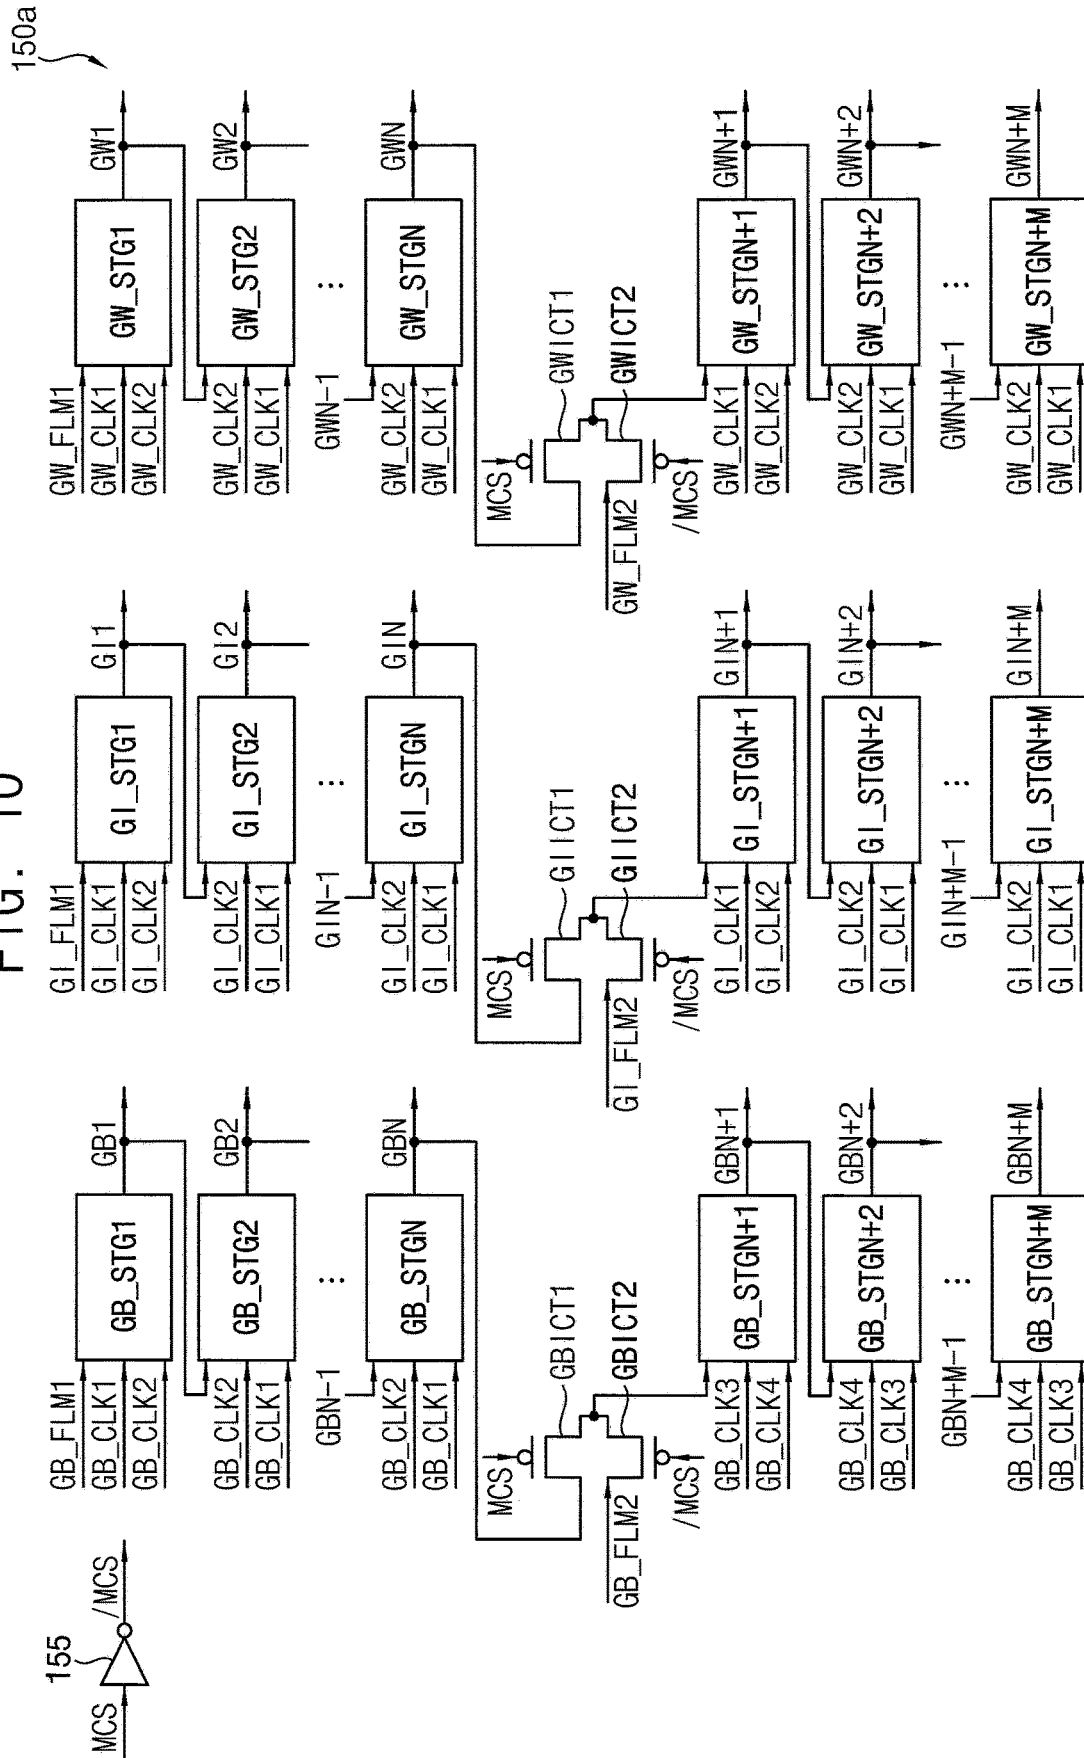 FIG. 10
150a
MCS
155
/MCS
GB_FLM1
GB_CLK1
GB_CLK2
GB_STG1
GB1
GB_CLK2
GB_CLK1
GB_STG2
GB2
...
GBN-1
GB_CLK2
GB_CLK1
GB_STGN
GBN
MCS
GBICT1
GB_FLM2
GBICT2
/MCS
GB_CLK3
GB_CLK4
GB_STGN+1
GBN+1
GB_CLK4
GB_CLK3
GB_STGN+2
GBN+2
...
GBN+M-1
GB_CLK4
GB_CLK3
GB_STGN+M
GBN+M
GI_FLM1
GI_CLK1
GI_CLK2
GI_STG1
GI1
GI_CLK2
GI_CLK1
GI_STG2
GI2
...
GIN-1
GI_CLK2
GI_CLK1
GI_STGN
GIN
MCS
GIICT1
GI_FLM2
GIICT2
/MCS
GI_CLK1
GI_CLK2
GI_STGN+1
GIN+1
GI_CLK2
GI_CLK1
GI_STGN+2
GIN+2
...
GIN+M-1
GI_CLK2
GI_CLK1
GI_STGN+M
GIN+M
GW_FLM1
GW_CLK1
GW_CLK2
GW_STG1
GW1
GW_CLK2
GW_CLK1
GW_STG2
GW2
...
GWN-1
GW_CLK2
GW_CLK1
GW_STGN
GWN
MCS
GWICT1
GW_FLM2
GWICT2
/MCS
GW_CLK1
GW_CLK2
GW_STGN+1
GWN+1
GW_CLK2
GW_CLK1
GW_STGN+2
GWN+2
...
GWN+M-1
GW_CLK2
GW_CLK1
GW_STGN+M
GWN+M